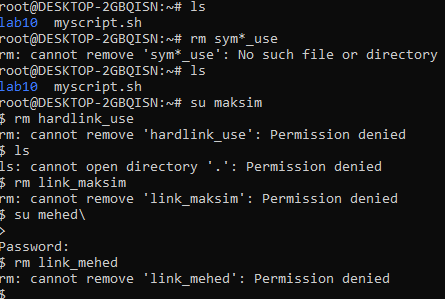 root@DESKTOP-2GBQISN:~# ls
lab10  myscript.sh
root@DESKTOP-2GBQISN:~# rm sym*_use
rm: cannot remove 'sym*_use': No such file or directory
root@DESKTOP-2GBQISN:~# ls
lab10  myscript.sh
root@DESKTOP-2GBQISN:~# su maksim
$ rm hardlink_use
rm: cannot remove 'hardlink_use': Permission denied
$ ls
ls: cannot open directory '.': Permission denied
$ rm link_maksim
rm: cannot remove 'link_maksim': Permission denied
$ su mehed\
>
Password:
$ rm link_mehed
rm: cannot remove 'link_mehed': Permission denied
$